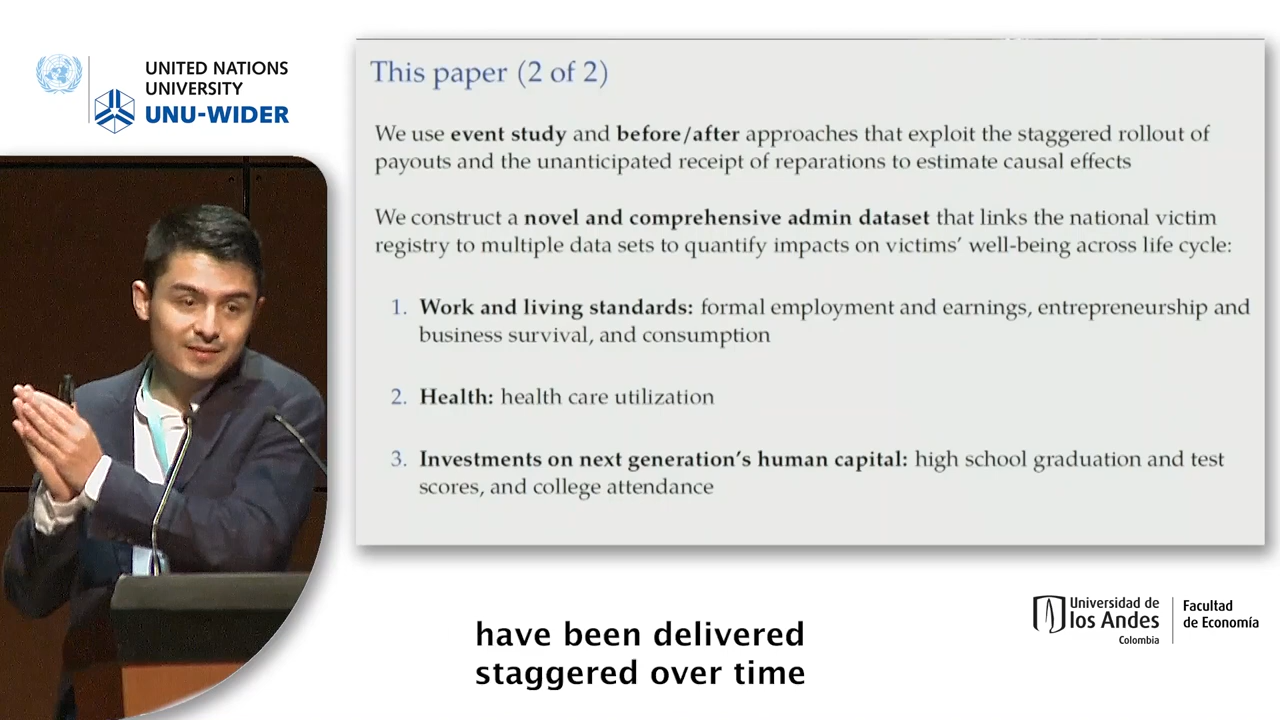 UNITED NATIONS
UNIVERSITY
UNU-WIDER
This paper (2 of 2)
We use event study and before/after approaches that exploit the staggered rollout of
payouts and the unanticipated receipt of reparations to estimate causal effects
We construct a novel and comprehensive admin dataset that links the national victim
registry to multiple data sets to quantify impacts on victims' well-being across life cycle:
1. Work and living standards: formal employment and earnings, entrepreneurship and
business survival, and consumption
2. Health: health care utilization
3. Investments on next generation's human capital: high school graduation and test
scores, and college attendance
have been delivered
staggered over time
Universidad de
los Andes
Colombia
Facultad
de Economía